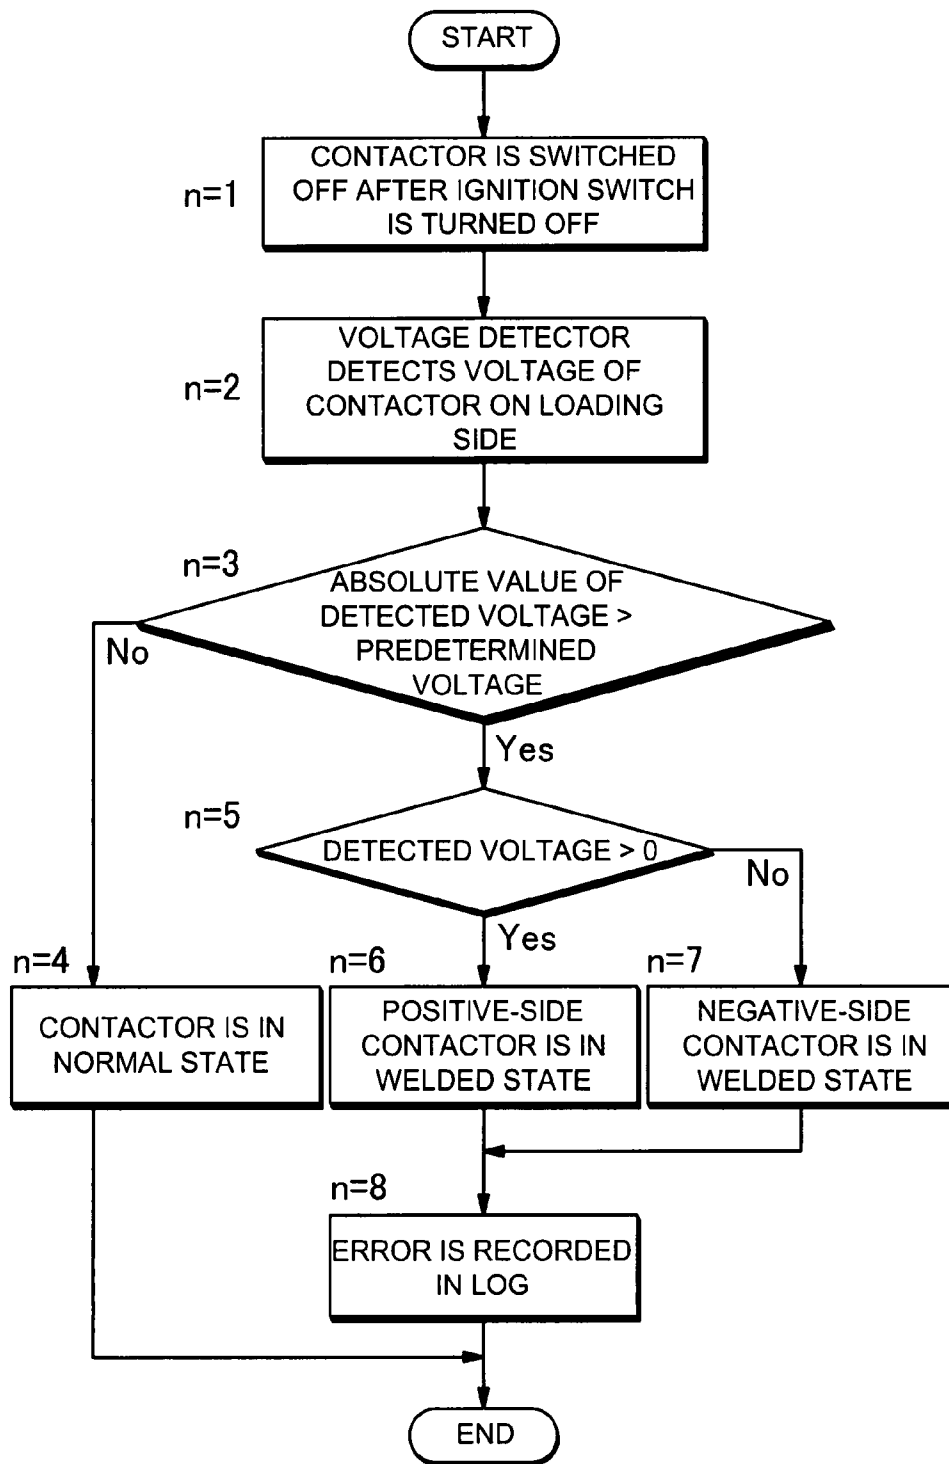 START
n=1
CONTACTOR IS SWITCHED
OFF AFTER IGNITION SWITCH
IS TURNED OFF
n=2
VOLTAGE DETECTOR
DETECTS VOLTAGE OF
CONTACTOR ON LOADING
SIDE
n=3
ABSOLUTE VALUE OF
DETECTED VOLTAGE >
PREDETERMINED
VOLTAGE
No
Yes
n=5
DETECTED VOLTAGE > 0
No
Yes
n=4
CONTACTOR IS IN
NORMAL STATE
n=6
POSITIVE-SIDE
CONTACTOR IS IN
WELDED STATE
n=7
NEGATIVE-SIDE
CONTACTOR IS IN
WELDED STATE
n=8
ERROR IS RECORDED
IN LOG
END